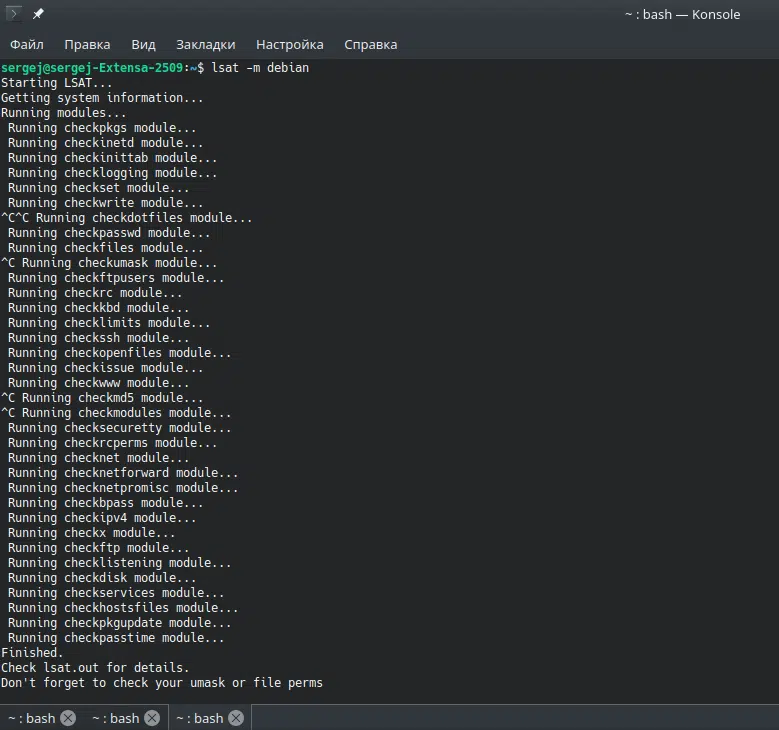 ~ : bash — Konsole
Файл Правка Вид Закладки Настройка Справка
sergej@sergej-Extensa-2509:~$ lsat -m debian
Starting LSAT...
Getting system information...
Running modules...
 Running checkpkgs module...
 Running checkinetd module...
 Running checkinittab module...
 Running checklogging module...
 Running checkset module...
 Running checkwrite module...
^C^C Running checkdotfiles module...
 Running checkpasswd module...
 Running checkfiles module...
^C Running checkumask module...
 Running checkftpusers module...
 Running checkrc module...
 Running checkkbd module...
 Running checklimits module...
 Running checkssh module...
 Running checkopenfiles module...
 Running checkissue module...
 Running checkwww module...
^C Running checkmd5 module...
^C Running checkmodules module...
 Running checksecuretty module...
 Running checkrcperms module...
 Running checknet module...
 Running checknetforward module...
 Running checknetpromisc module...
 Running checkbpass module...
 Running checkipv4 module...
 Running checkx module...
 Running checkftp module...
 Running checklistening module...
 Running checkdisk module...
 Running checkservices module...
 Running checkhostsfiles module...
 Running checkpkgupdate module...
 Running checkpasstime module...
Finished.
Check lsat.out for details.
Don't forget to check your umask or file perms
~ : bash ~ : bash ~ : bash